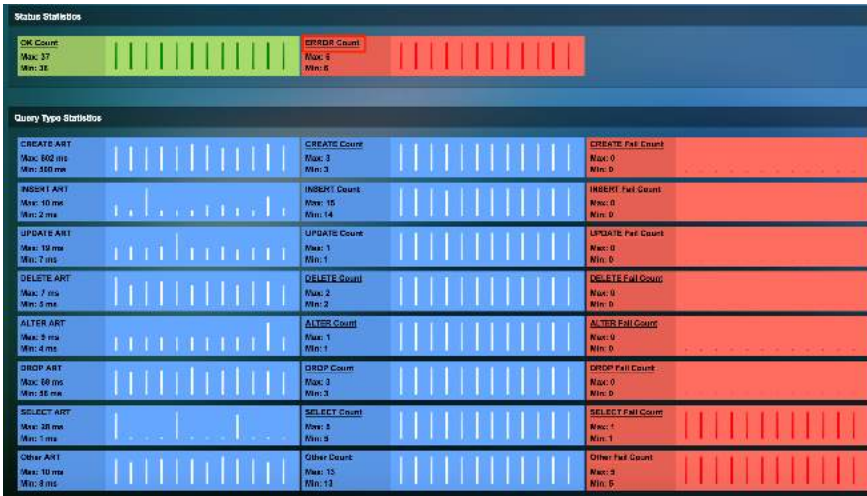 Status Statistics
OK Count
Max: 37
Min: 36
ERROR Count
Max: 6
Min: 6
Query Type Statistics
CREATE ART
Max: 602 ms
Min:
CREATE Count
Max: 3
Min: 3
CREATE Fail Count
Max: 0
Min: 0
INSERT ART
Max: 10 ms
Min: 2 ms
INSERT Count
Max: 15
Min: 14
INSERT Fail Count
Max: 0
Min: 0
UPDATE ART
Max: 19 ms
Min: 7 ms
UPDATE Count
Max: 1
Min: 1
UPDATE Fail Count
Max: 0
Min: 0
DELETE ART
Max: 7 ms
Min: 5 ms
DELETE Count
Max: 2
Min: 2
DELETE Fail Count
Max: 0
Min: 0
ALTER ART
Max: 9 ms
Min: 4 ms
ALTER Count
Max: 1
Min: 1
ALTER Fail Count
Max: 0
Min: 0
DROP ART
Max: 60 ms
Min: 55 ms
DROP Count
Max: 3
Min: 3
DROP Fail Count
Max: 0
Min: 0
SELECT ART
Max: ms
Min: 1 ms
SELECT Count
Max: 5
Min: 5
SELECT Fail Count
Max: 1
Min: 1
Other ART
Max: 10 ms
Min: 8 ms
Other Count
Max: 13
Min: 13
Other Fail Count
Max: 5
Min: 5